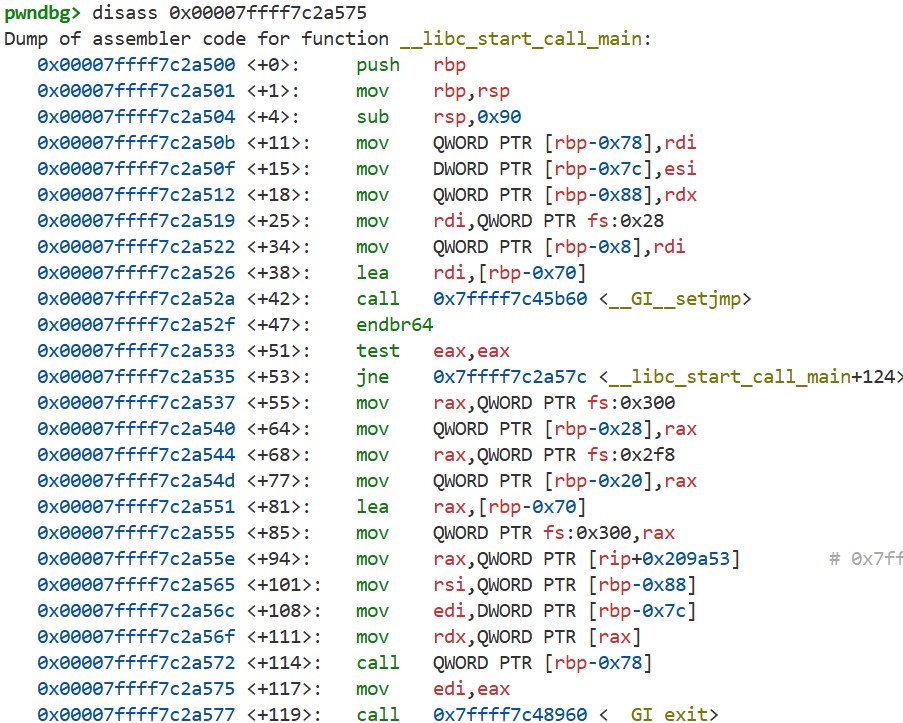 pwndbg> disass 0x00007ffff7c2a575
Dump of assembler code for function __libc_start_call_main:
0x00007ffff7c2a500 <+0>: push rbp
0x00007ffff7c2a501 <+1>: mov rbp,rsp
0x00007ffff7c2a504 <+4>: sub rsp,0x90
0x00007ffff7c2a50b <+11>: mov QWORD PTR [rbp-0x78],rdi
0x00007ffff7c2a50f <+15>: mov DWORD PTR [rbp-0x7c],esi
0x00007ffff7c2a512 <+18>: mov QWORD PTR [rbp-0x88],rdx
0x00007ffff7c2a519 <+25>: mov rdi,QWORD PTR fs:0x28
0x00007ffff7c2a522 <+34>: mov QWORD PTR [rbp-0x8],rdi
0x00007ffff7c2a526 <+38>: lea rdi,[rbp-0x70]
0x00007ffff7c2a52a <+42>: call 0x7ffff7c45b60 <__GI__setjmp>
0x00007ffff7c2a52f <+47>: endbr64
0x00007ffff7c2a533 <+51>: test eax,eax
0x00007ffff7c2a535 <+53>: jne 0x7ffff7c2a57c <__libc_start_call_main+124>
0x00007ffff7c2a537 <+55>: mov rax,QWORD PTR fs:0x300
0x00007ffff7c2a540 <+64>: mov QWORD PTR [rbp-0x28],rax
0x00007ffff7c2a544 <+68>: mov rax,QWORD PTR fs:0x2f8
0x00007ffff7c2a54d <+77>: mov QWORD PTR [rbp-0x20],rax
0x00007ffff7c2a551 <+81>: lea rax,[rbp-0x70]
0x00007ffff7c2a555 <+85>: mov QWORD PTR fs:0x300,rax
0x00007ffff7c2a55e <+94>: mov rax,QWORD PTR [rip+0x209a53] # 0x7ff
0x00007ffff7c2a565 <+101>: mov rsi,QWORD PTR [rbp-0x88]
0x00007ffff7c2a56c <+108>: mov edi,DWORD PTR [rbp-0x7c]
0x00007ffff7c2a56f <+111>: mov rdx,QWORD PTR [rax]
0x00007ffff7c2a572 <+114>: call QWORD PTR [rbp-0x78]
0x00007ffff7c2a575 <+117>: mov edi,eax
0x00007ffff7c2a577 <+119>: call 0x7ffff7c48960 <__GI_exit>